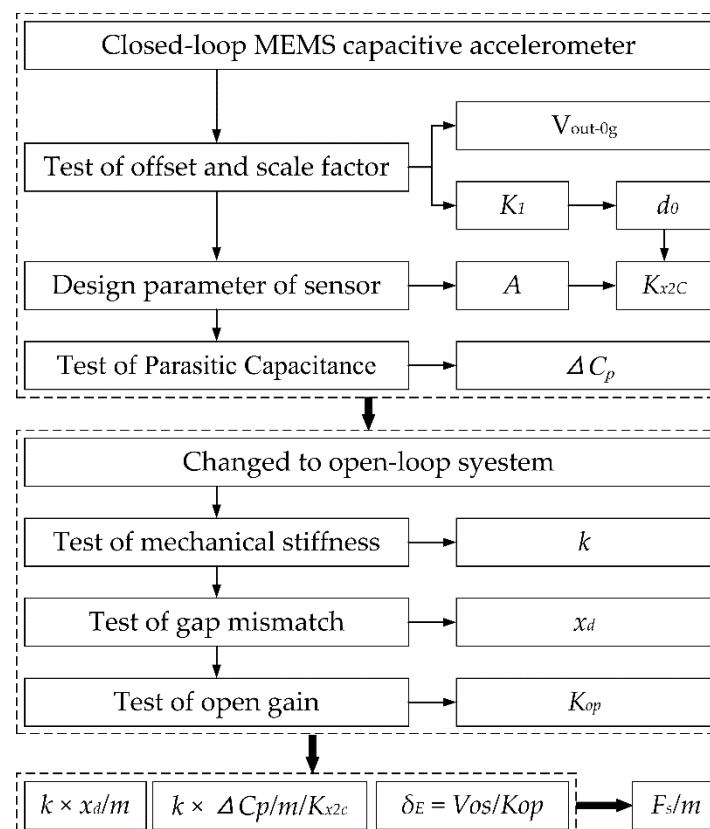 Closed-loop MEMS capacitive accelerometer
Vout-0g
Test of offset and scale factor
K1
d0
Design parameter of sensor
A
Kx2C
Test of Parasitic Capacitance
ΔCp
Changed to open-loop syestem
Test of mechanical stiffness
k
Test of gap mismatch
xd
Test of open gain
Kop
k × xd/m
k × ΔCp/m/Kx2c
δE = Vos/Kop
Fs/m